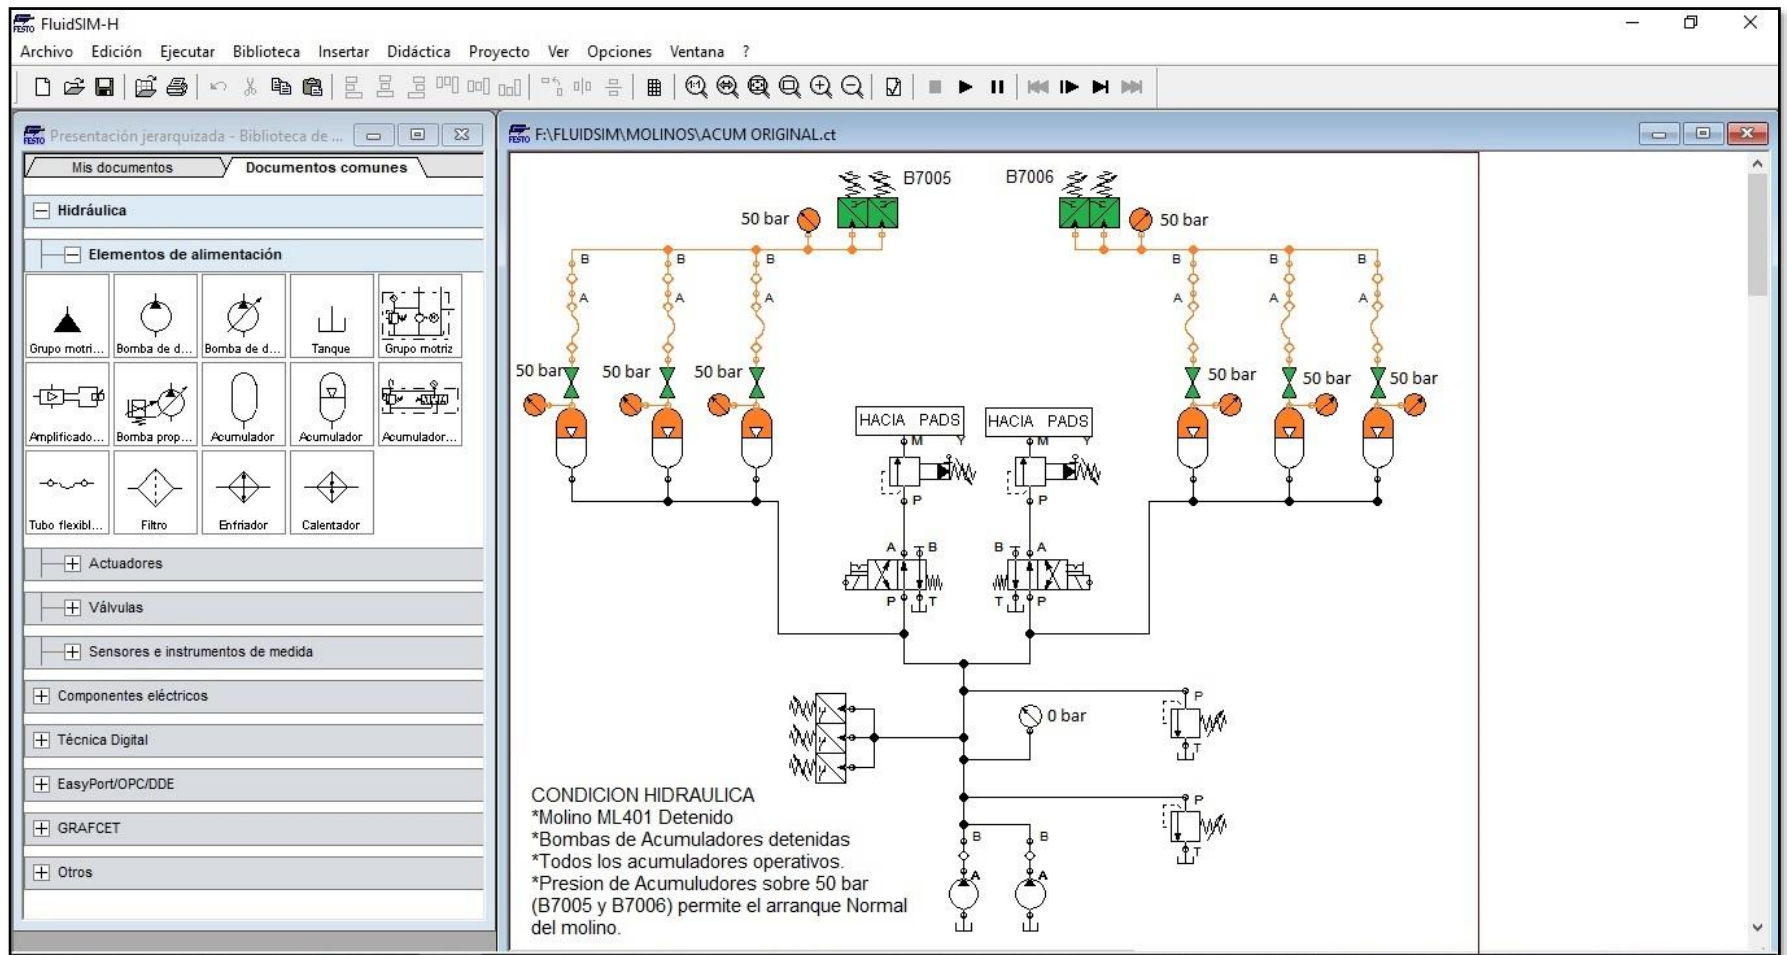 FluidSIM-H
Archivo Edición Ejecutar Biblioteca Insertar Didáctica Proyecto Ver Opciones Ventana ?
Presentación jerarquizada - Biblioteca de ...
Mis documentos
Documentos comunes
Hidráulica
Elementos de alimentación
Grupo motri...
Bomba de d...
Bomba de d...
Tanque
Grupo motriz
Amplificado...
Bomba prop...
Acumulador
Acumulador
Acumulador...
Tubo flexibl...
Filtro
Enfriador
Calentador
Actuadores
Válvulas
Sensores e instrumentos de medida
Componentes eléctricos
Técnica Digital
EasyPort/OPC/DDE
GRAFCET
Otros
F:\FLUIDSIM\MOLINOS\ACUM ORIGINAL.ct
B7005
B7006
50 bar
50 bar
B B B B B B
A A A A A A
50 bar
50 bar
50 bar
50 bar
50 bar
50 bar
HACIA PADS
HACIA PADS
M Y M Y
P P
A B B A
P T T P
P
0 bar
T
P
T
B B
A A
CONDICION HIDRAULICA
*Molino ML401 Detenido
*Bombas de Acumuladores detenidas
*Todos los acumuladores operativos.
*Presion de Acumuludores sobre 50 bar
(B7005 y B7006) permite el arranque Normal
del molino.